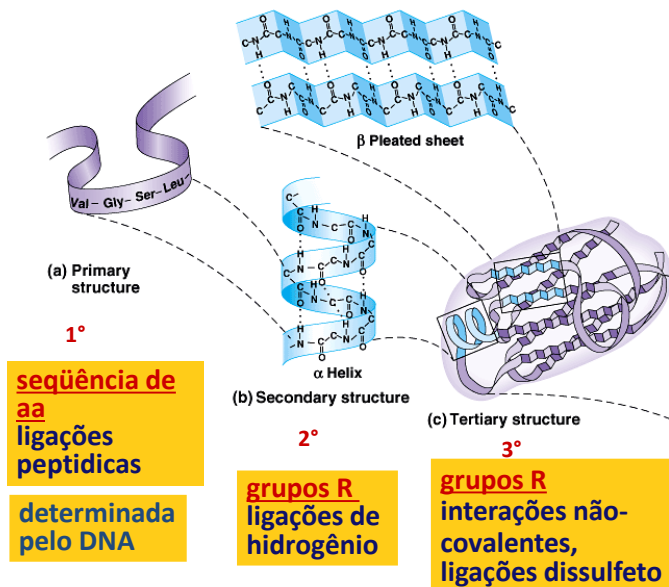 β Pleated sheet
Val – Gly – Ser – Leu –
(a) Primary
structure
α Helix
(b) Secondary structure
(c) Tertiary structure
1°
seqüência de
aa
ligações
peptidicas
determinada
pelo DNA
2°
grupos R
ligações de
hidrogênio
3°
grupos R
interações não-
covalentes,
ligações dissulfeto